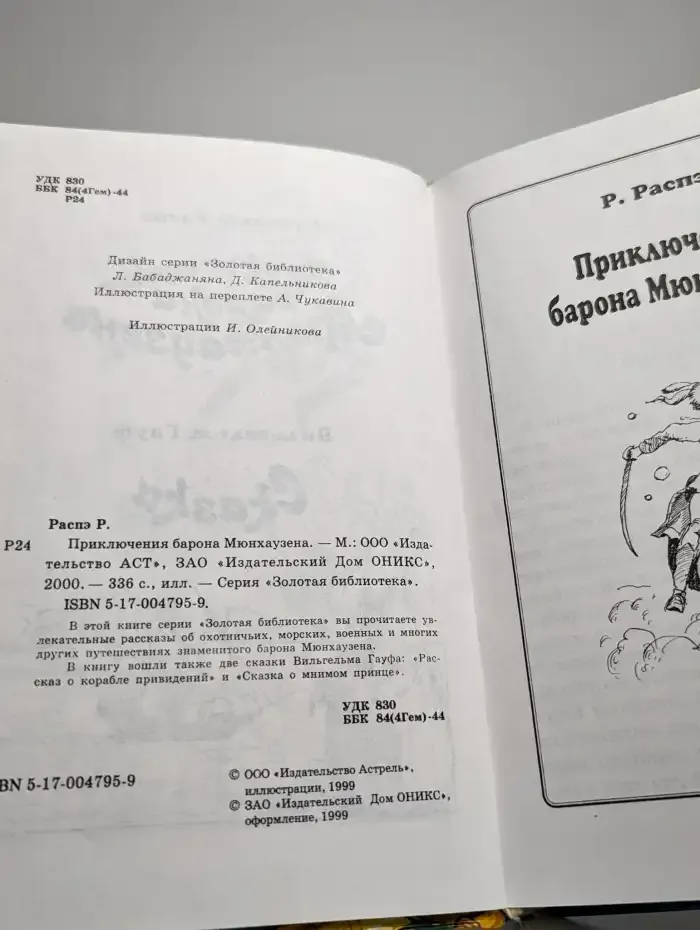 УДК 830
ББК 84(4Гем)-44
Р24
Дизайн серии «Золотая библиотека»
Л. Бабаджаняна, Д. Капельникова
Иллюстрация на переплете А. Чукавина
Иллюстрации И. Олейникова
Вильгельм Гауф
Сказки
Распэ Р.
Р24 Приключения барона Мюнхаузена. — М.: ООО «Изда-
тельство АСТ», ЗАО «Издательский Дом ОНИКС»,
2000. — 336 с., илл. — Серия «Золотая библиотека».
ISBN 5-17-004795-9.
В этой книге серии «Золотая библиотека» вы прочитаете ув-
лекательные рассказы об охотничьих, морских, военных и многих
других путешествиях знаменитого барона Мюнхаузена.
В книгу вошли также две сказки Вильгельма Гауфа: «Рас-
сказ о корабле привидений» и «Сказка о мнимом принце».
УДК 830
ББК 84(4Гем)-44
BN 5-17-004795-9
© ООО «Издательство Астрель»,
иллюстрации, 1999
© ЗАО «Издательский Дом ОНИКС»,
оформление, 1999
Р. Распэ
Приключе
барона Мюн